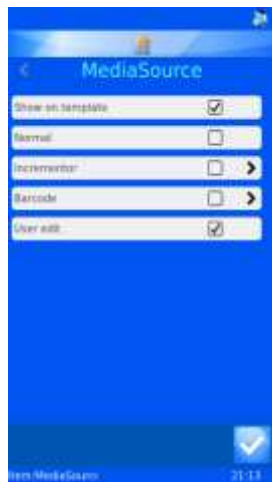 MediaSource
Show on template
Normal
Incrementor
Barcode
User edit
Item/MediaSource
21:13